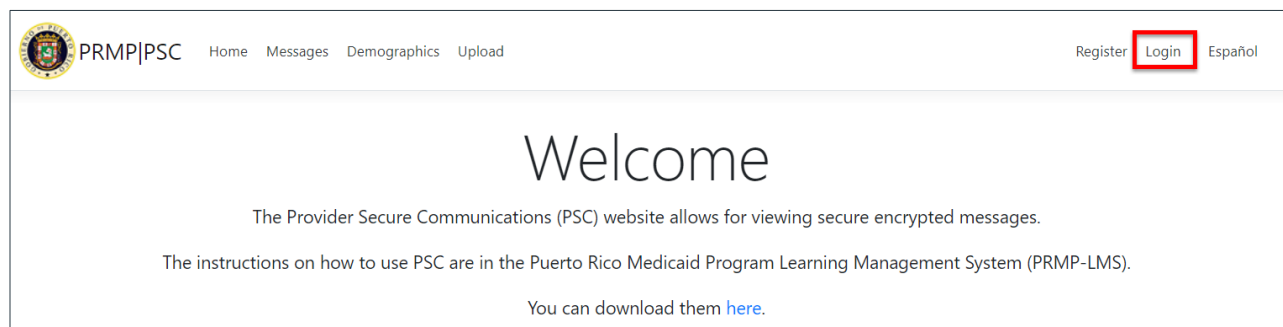 PRMP|PSC Home Messages Demographics Upload Register Login Español
Welcome
The Provider Secure Communications (PSC) website allows for viewing secure encrypted messages.
The instructions on how to use PSC are in the Puerto Rico Medicaid Program Learning Management System (PRMP-LMS).
You can download them here.